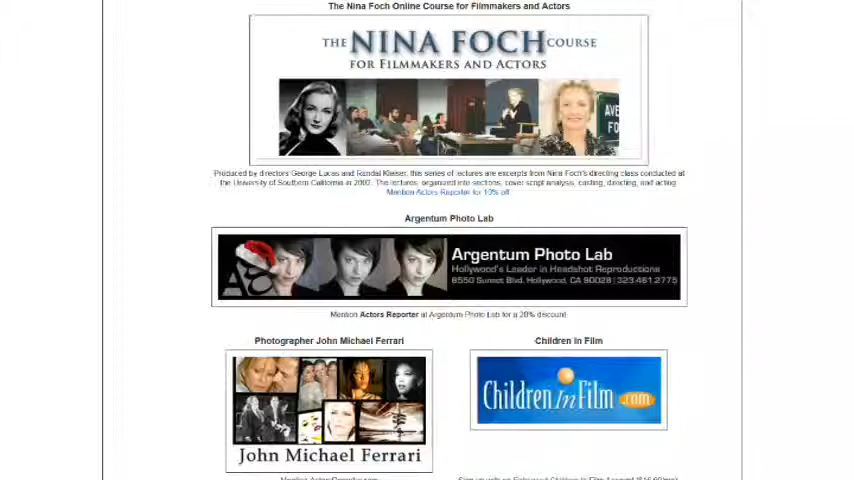 The Nina Foch Online Course for Filmmakers and Actors
THE NINA FOCH COURSE
FOR FILMMAKERS AND ACTORS
AVE
FO
Produced by directors George Lucas and Randal Kleiser, this series of lectures are excerpts from Nina Foch's directing class conducted at
the University of Southern California in 2002. The lectures, organized into sections, cover script analysis, casting, directing, and acting.
Mention Actors Reporter for 10% off
Argentum Photo Lab
Ag
Argentum Photo Lab
Hollywood's Leader in Headshot Reproductions
8550 Sunset Blvd. Hollywood, CA 90028 | 323.461.2775
Mention Actors Reporter at Argentum Photo Lab for a 20% discount
Photographer John Michael Ferrari
Children In Film
Children In Film .com
John Michael Ferrari